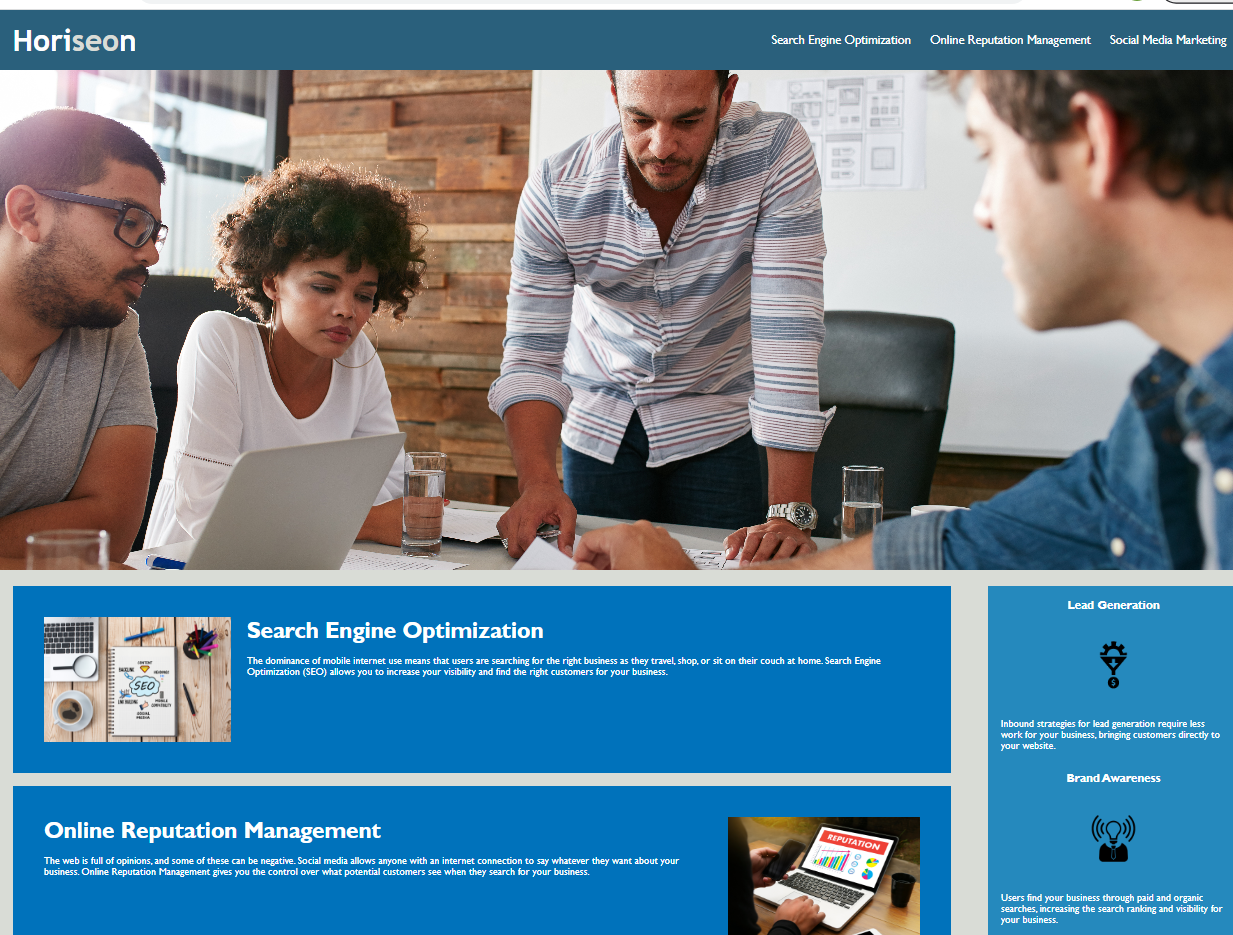 Horiseon
Search Engine Optimization
Online Reputation Management
Social Media Marketing
Search Engine Optimization
The dominance of mobile internet use means that users are searching for the right business as they travel, shop, or sit on their couch at home. Search Engine
Optimization (SEO) allows you to increase your visibility and find the right customers for your business.
SEO
CONTENT
SOCIAL
MEDIA
Online Reputation Management
The web is full of opinions, and some of these can be negative. Social media allows anyone with an internet connection to say whatever they want about your
business. Online Reputation Management gives you the control over what potential customers see when they search for your business.
REPUTATION
Lead Generation
$
Inbound strategies for lead generation require less
work for your business, bringing customers directly to
your website.
Brand Awareness
Users find your business through paid and organic
searches, increasing the search ranking and visibility for
your business.